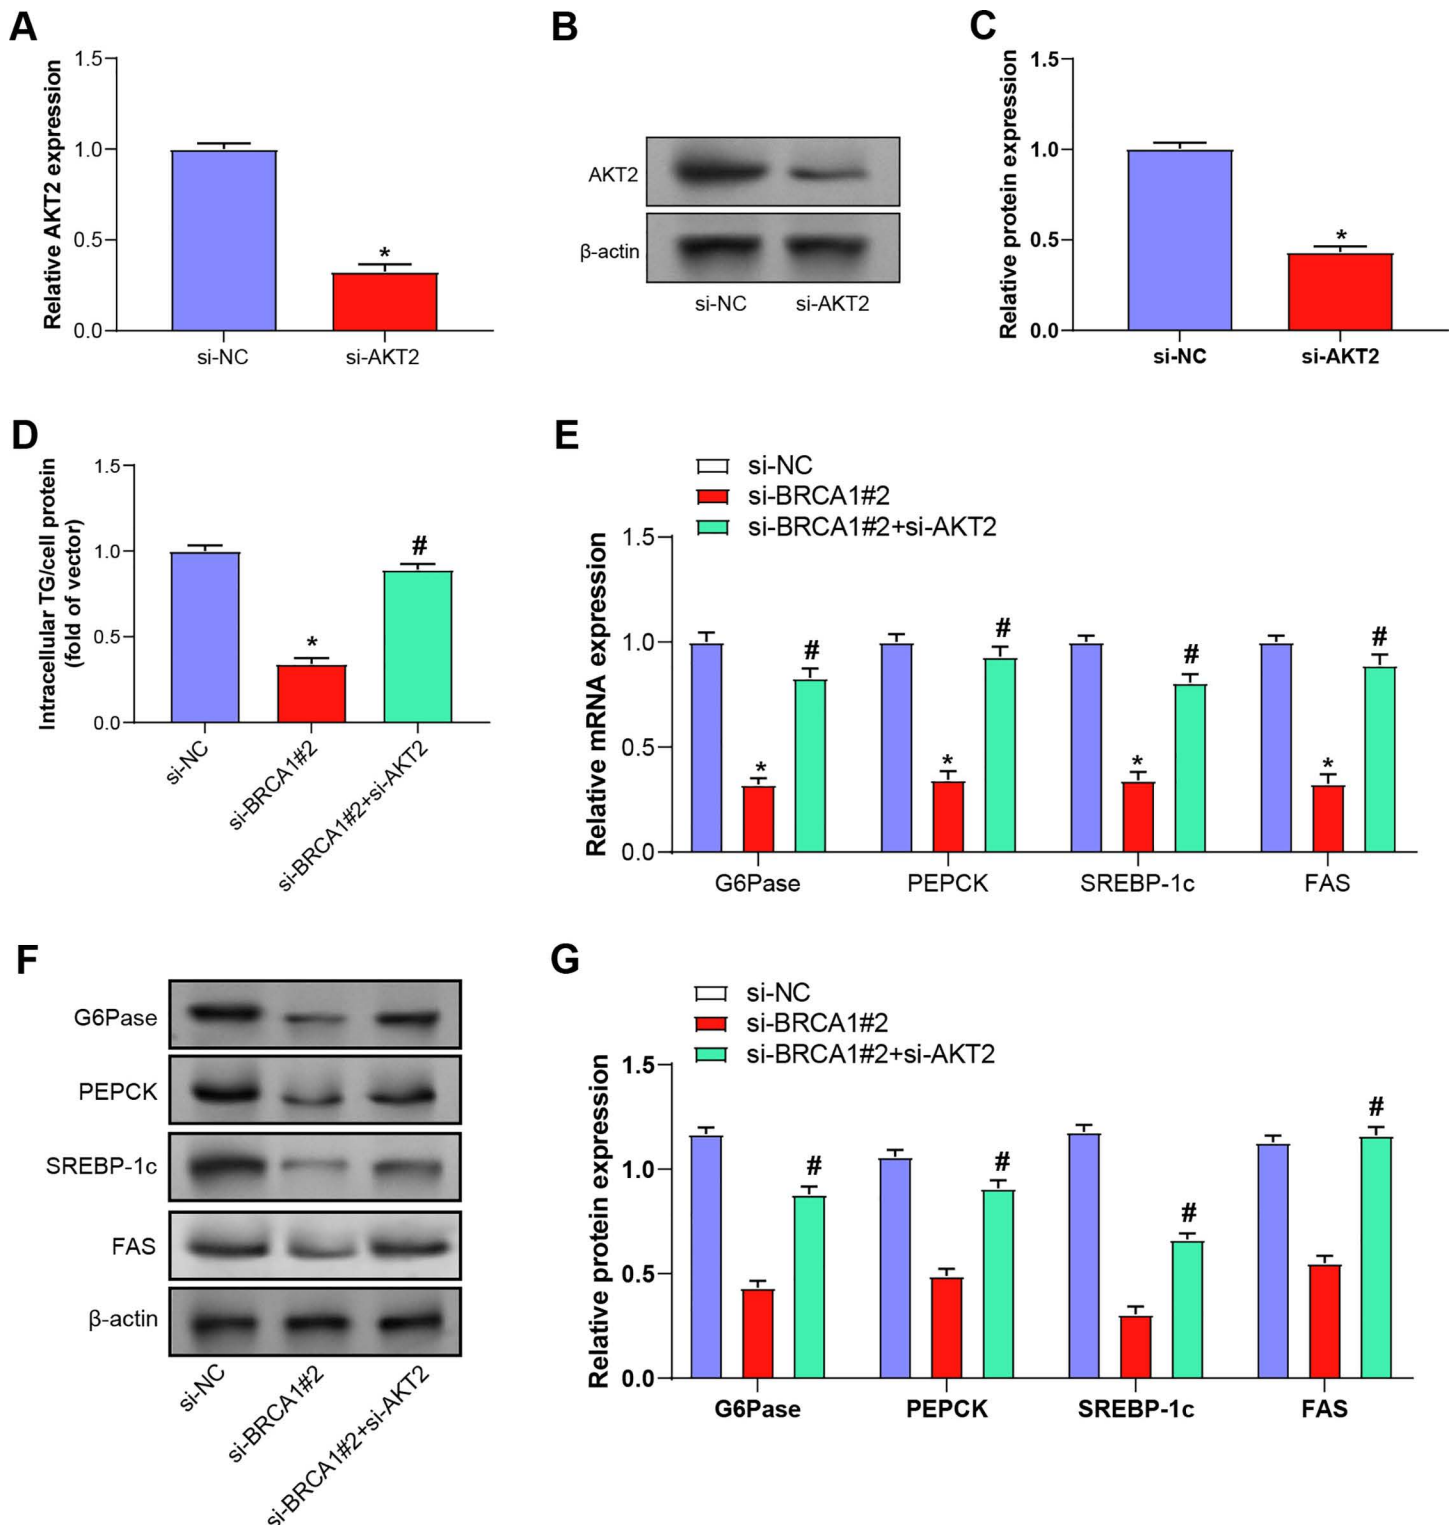 A
Relative AKT2 expression
1.5
1.0
0.5
0.0
*
si-NC
si-AKT2
B
AKT2
β-actin
si-NC
si-AKT2
C
Relative protein expression
1.5
1.0
0.5
0.0
*
si-NC
si-AKT2
D
Intracellular TG/cell protein
(fold of vector)
1.5
1.0
0.5
0.0
*
#
si-NC
si-BRCA1#2
si-BRCA1#2+si-AKT2
E
si-NC
si-BRCA1#2
si-BRCA1#2+si-AKT2
Relative mRNA expression
1.5
1.0
0.5
0.0
*
#
*
#
*
#
*
#
G6Pase
PEPCK
SREBP-1c
FAS
F
G6Pase
PEPCK
SREBP-1c
FAS
β-actin
si-NC
si-BRCA1#2
si-BRCA1#2+si-AKT2
G
si-NC
si-BRCA1#2
si-BRCA1#2+si-AKT2
Relative protein expression
1.5
1.0
0.5
0.0
#
#
#
#
G6Pase
PEPCK
SREBP-1c
FAS